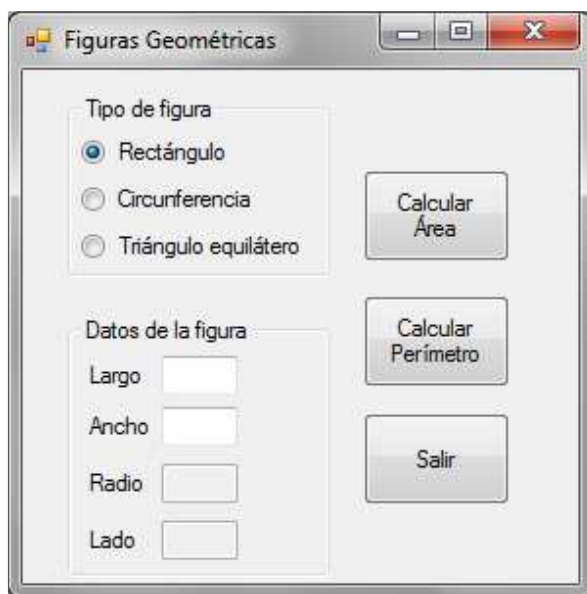 Figuras Geométricas
Tipo de figura
Rectángulo
Circunferencia
Triángulo equilátero
Calcular
Área
Datos de la figura
Largo
Ancho
Radio
Lado
Calcular
Perímetro
Salir